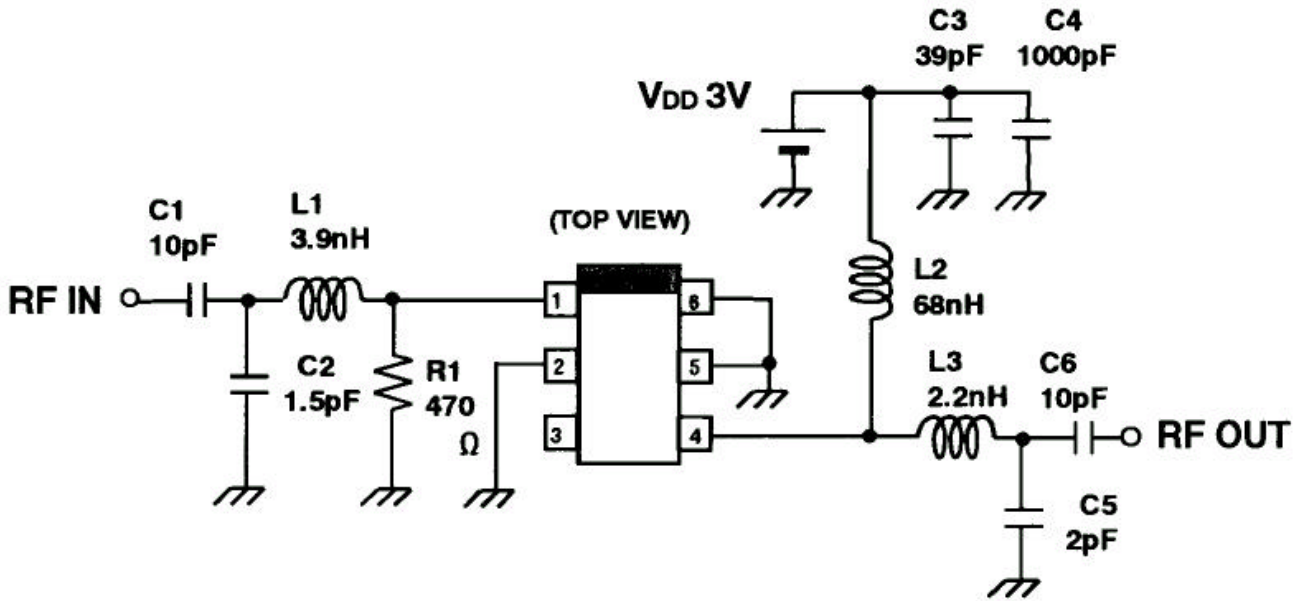 C3
39pF
C4
1000pF
VDD 3V
C1
10pF
L1
3.9nH
(TOP VIEW)
L2
68nH
RF IN
1
6
C2
1.5pF
R1
470
Ω
2
5
3
4
L3
2.2nH
C6
10pF
RF OUT
C5
2pF